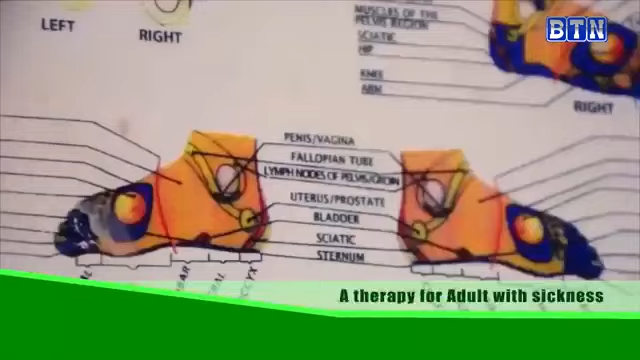 LEFT
RIGHT
MUSCLES OF THE
PELVIS REGION
SCIATIC
HIP
KNEE
ARM
RIGHT
BTN
PENIS/VAGINA
FALLOPIAN TUBE
LYMPH NODES OF PELVIS/GROIN
UTERUS/PROSTATE
BLADDER
SCIATIC
STERNUM
A therapy for Adult with sickness